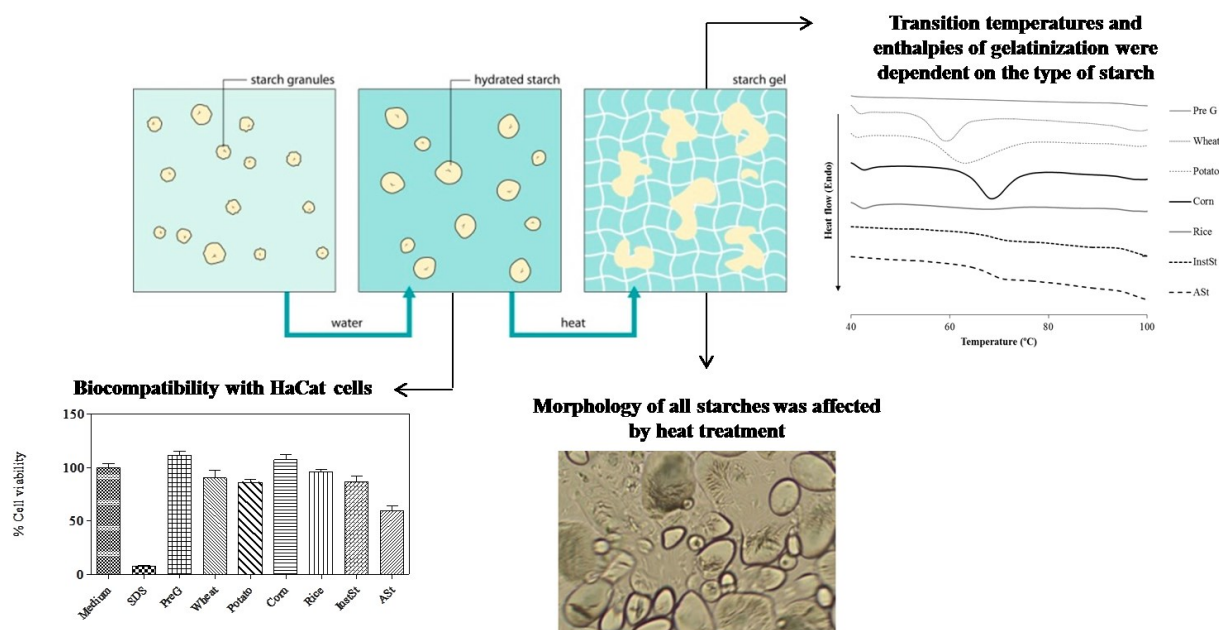 Transition temperatures and
enthalpies of gelatinization were
dependent on the type of starch
starch granules
hydrated starch
starch gel
water
heat
Heat flow (Endo)
Pre G
Wheat
Potato
Corn
Rice
InstSt
ASt
40 60 80 100
Temperature (ºC)
Biocompatibility with HaCat cells
% Cell viability
150
100
50
0
Medium SDS PreG Wheat Potato Corn Rice InstSt ASt
Morphology of all starches was affected
by heat treatment